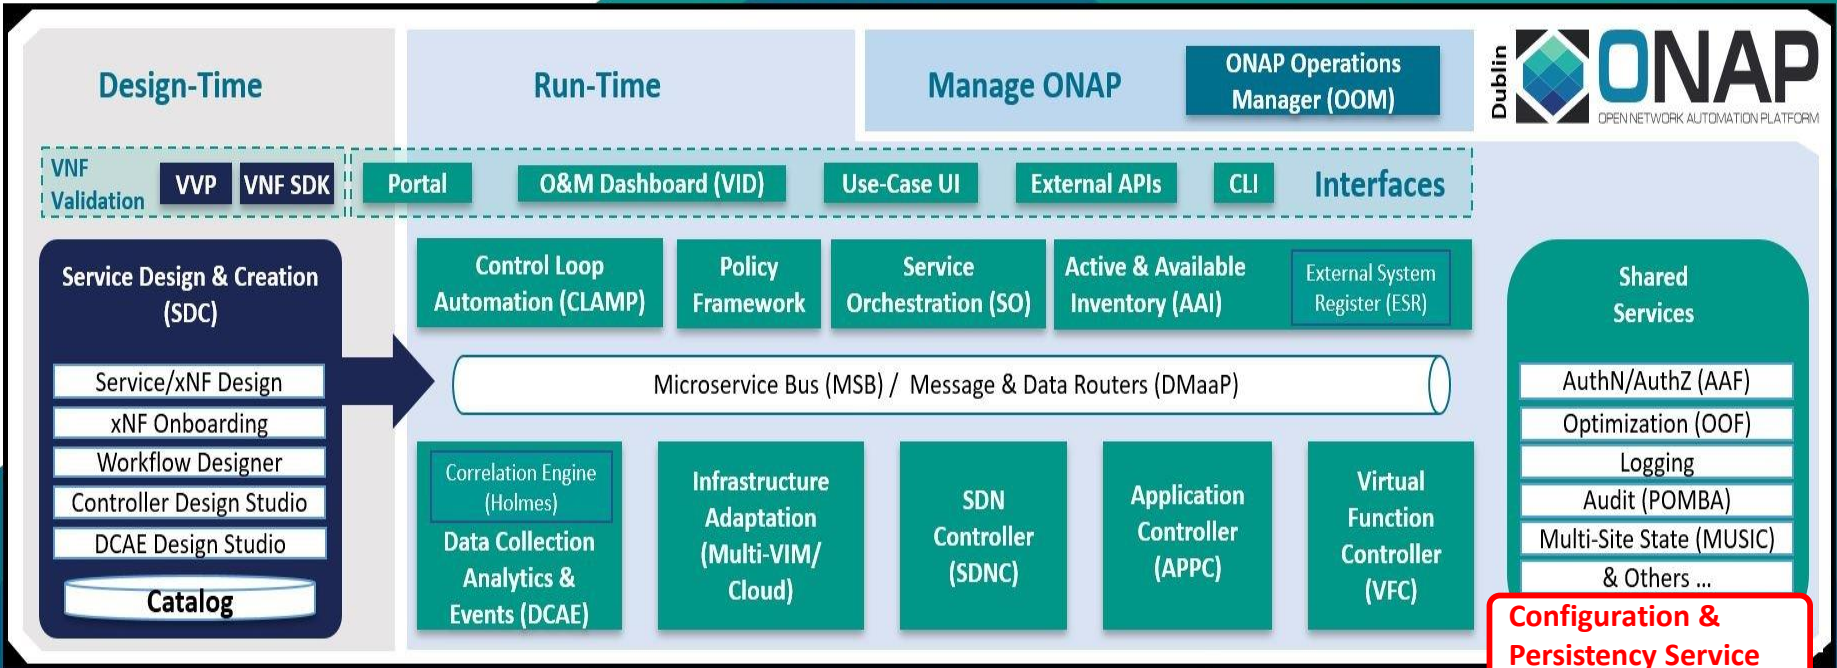 Design-Time
Run-Time
Manage ONAP
ONAP Operations
Manager (OOM)
Dublin
ONAP
OPEN NETWORK AUTOMATION PLATFORM
VNF
Validation
VVP
VNF SDK
Portal
O&M Dashboard (VID)
Use-Case UI
External APIs
CLI
Interfaces
Service Design & Creation
(SDC)
Service/xNF Design
xNF Onboarding
Workflow Designer
Controller Design Studio
DCAE Design Studio
Catalog
Control Loop
Automation (CLAMP)
Policy
Framework
Service
Orchestration (SO)
Active & Available
Inventory (AAI)
External System
Register (ESR)
Microservice Bus (MSB) / Message & Data Routers (DMaaP)
Correlation Engine
(Holmes)
Data Collection
Analytics &
Events (DCAE)
Infrastructure
Adaptation
(Multi-VIM/
Cloud)
SDN
Controller
(SDNC)
Application
Controller
(APPC)
Virtual
Function
Controller
(VFC)
Shared
Services
AuthN/AuthZ (AAF)
Optimization (OOF)
Logging
Audit (POMBA)
Multi-Site State (MUSIC)
& Others ...
Configuration &
Persistency Service